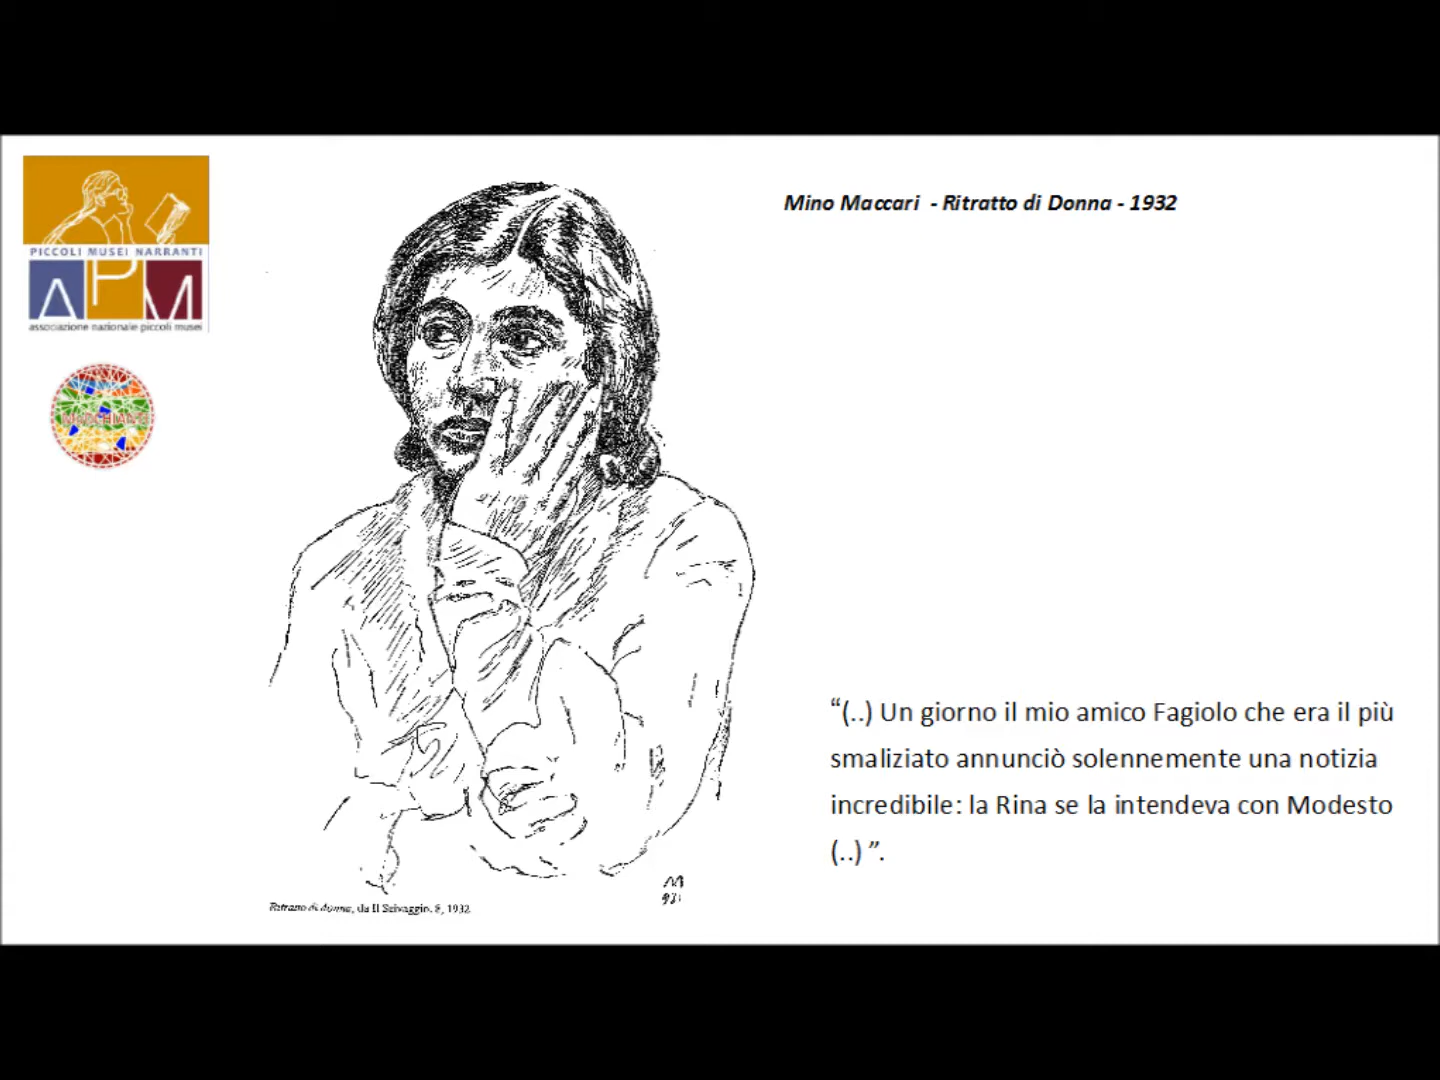 Mino Maccari - Ritratto di Donna - 1932
PICCOLI MUSEI NARRANTI
APM
associazione nazionale piccoli musei
“(..) Un giorno il mio amico Fagiolo che era il più
smaliziato annunciò solennemente una notizia
incredibile: la Rina se la intendeva con Modesto
(..) ”.
M
Ritratto di donna, da Il Selvaggio, 8, 1932